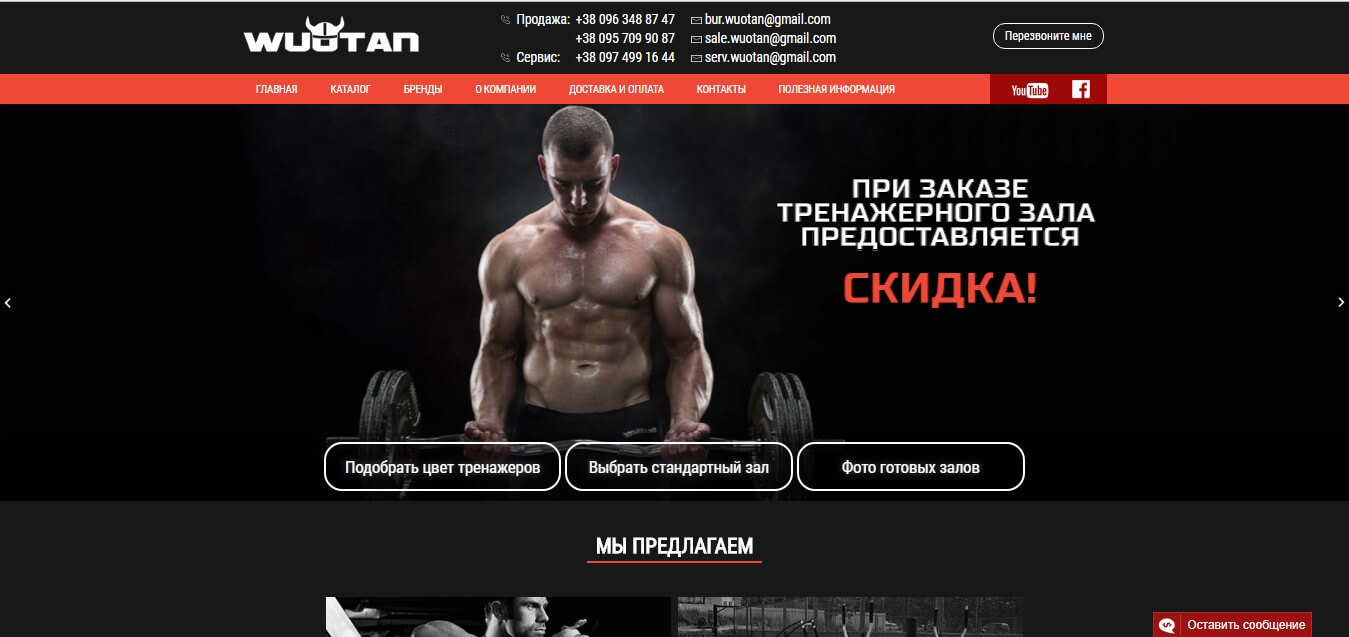 WUOTAN
Продажа: +38 096 348 87 47
+38 095 709 90 87
Сервис: +38 097 499 16 44
bur.wuotan@gmail.com
sale.wuotan@gmail.com
serv.wuotan@gmail.com
Перезвоните мне
ГЛАВНАЯ КАТАЛОГ БРЕНДЫ О КОМПАНИИ ДОСТАВКА И ОПЛАТА КОНТАКТЫ ПОЛЕЗНАЯ ИНФОРМАЦИЯ YouTube
ПРИ ЗАКАЗЕ
ТРЕНАЖЕРНОГО ЗАЛА
ПРЕДОСТАВЛЯЕТСЯ
СКИДКА!
Подобрать цвет тренажеров Выбрать стандартный зал Фото готовых залов
МЫ ПРЕДЛАГАЕМ
Оставить сообщение